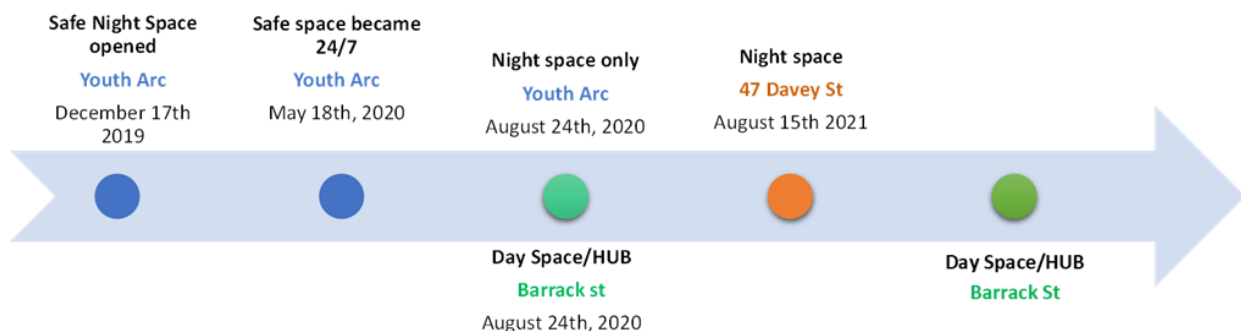 Safe Night Space
opened
Youth Arc
December 17th
2019
Safe space became
24/7
Youth Arc
May 18th, 2020
Night space only
Youth Arc
August 24th, 2020
Night space
47 Davey St
August 15th 2021
Day Space/HUB
Barrack st
August 24th, 2020
Day Space/HUB
Barrack St